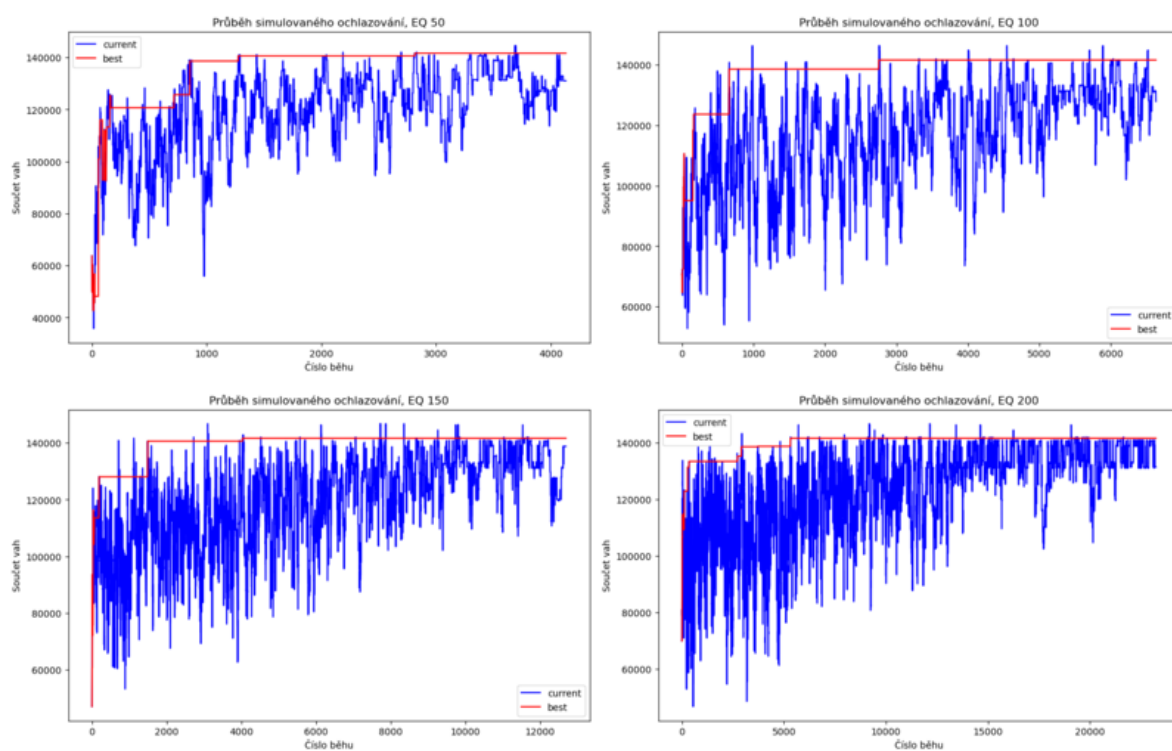 Průběh simulovaného ochlazování, EQ 50
current
best
140000
120000
100000
80000
60000
40000
Součet vah
0
1000
2000
3000
4000
Číslo běhu
Průběh simulovaného ochlazování, EQ 100
140000
120000
100000
80000
60000
Součet vah
current
best
0
1000
2000
3000
4000
5000
6000
Číslo běhu
Průběh simulovaného ochlazování, EQ 150
140000
120000
100000
80000
60000
Součet vah
current
best
0
2000
4000
6000
8000
10000
12000
Číslo běhu
Průběh simulovaného ochlazování, EQ 200
current
best
140000
120000
100000
80000
60000
Součet vah
0
5000
10000
15000
20000
Číslo běhu